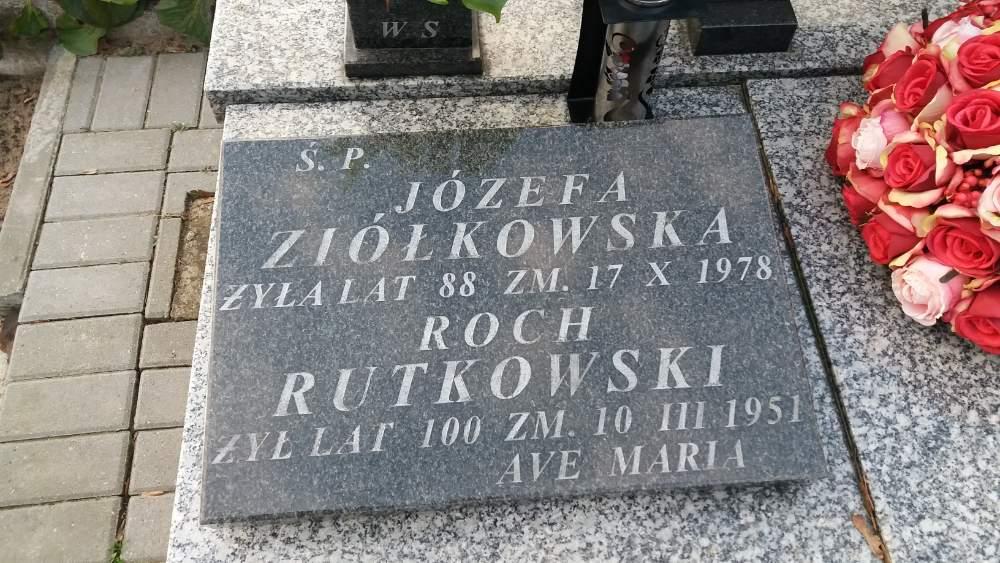 W S
Ś. P.
JÓZEFA
ZIÓŁKOWSKA
ŻYŁA LAT 88 ZM. 17 X 1978
ROCH
RUTKOWSKI
ŻYŁ LAT 100 ZM. 10 III 1951
AVE MARIA